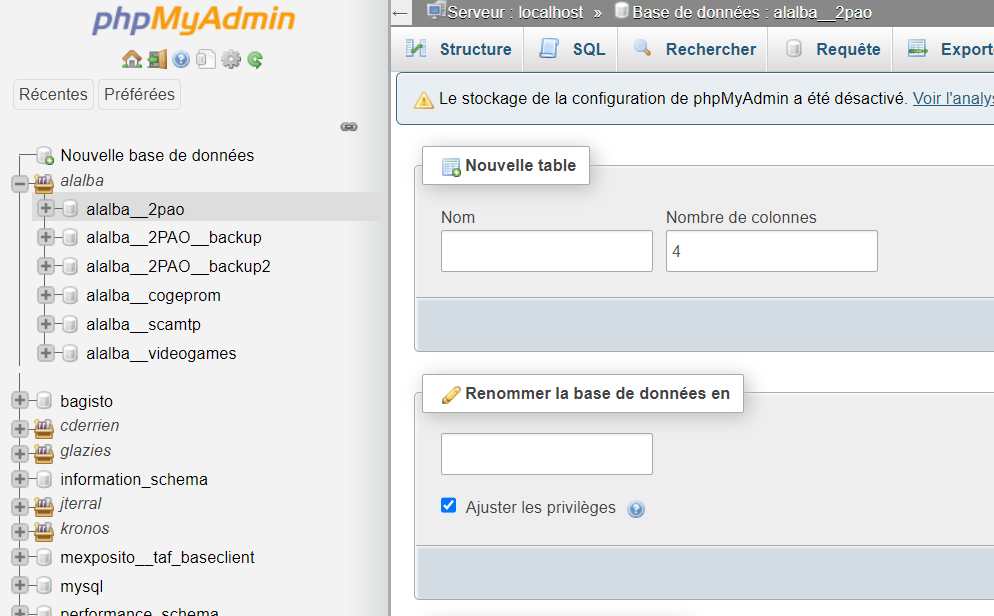 phpMyAdmin
Récentes
Préférées
Nouvelle base de données
alalba
alalba__2pao
alalba__2PAO__backup
alalba__2PAO__backup2
alalba__cogeprom
alalba__scamtp
alalba__videogames
bagisto
cderrien
glazies
information_schema
jterral
kronos
mexposito__taf_baseclient
mysql
performance_schema
← Serveur : localhost » Base de données : alalba__2pao
Structure SQL Rechercher Requête Export
Le stockage de la configuration de phpMyAdmin a été désactivé. Voir l'analys
Nouvelle table
Nom Nombre de colonnes
4
Renommer la base de données en
Ajuster les privilèges